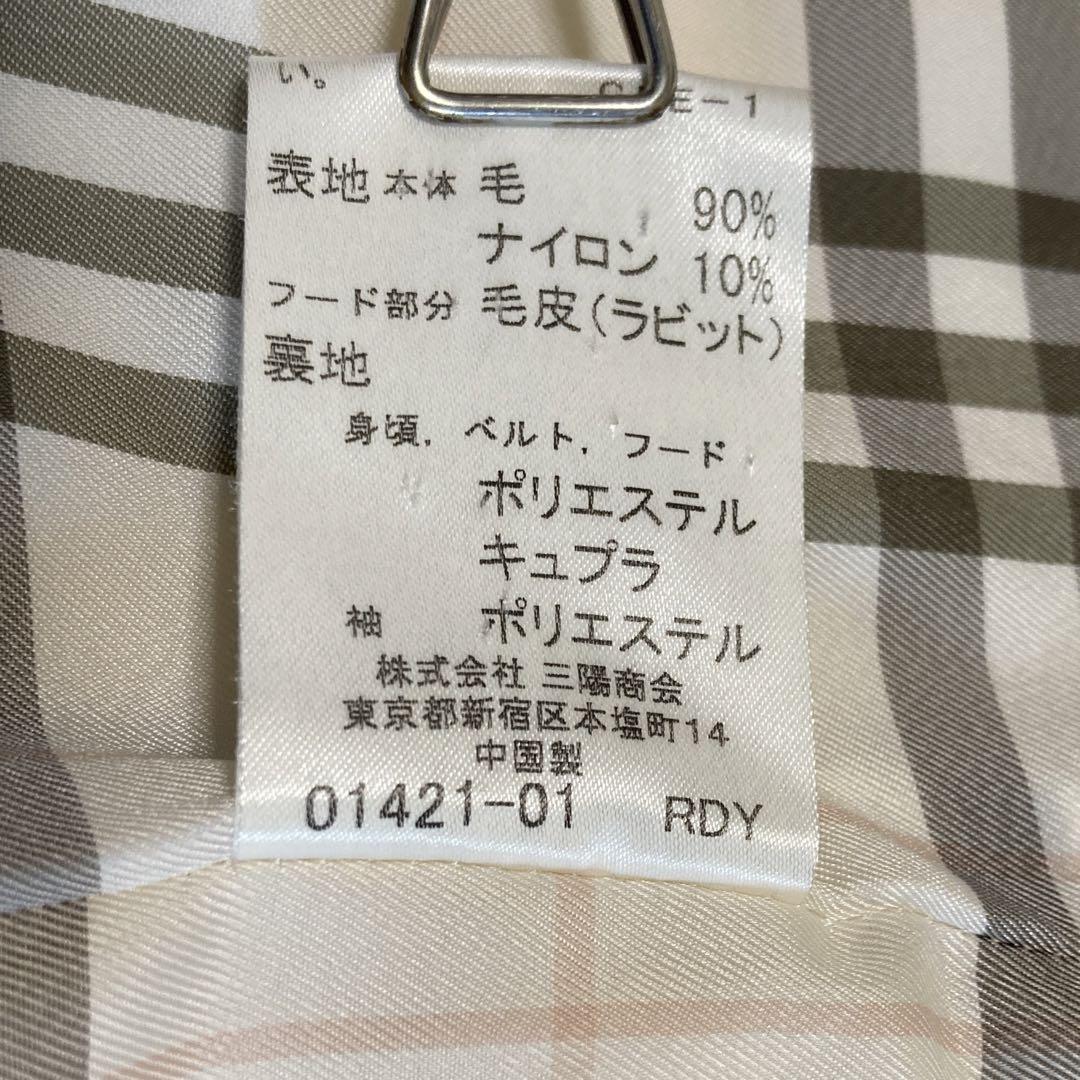 い。
E-1
表地 本体 毛 90%
ナイロン 10%
フード部分 毛皮(ラビット)
裏地
身頃, ベルト, フード
ポリエステル
キュプラ
袖 ポリエステル
株式会社 三陽商会
東京都新宿区本塩町14
中国製
01421-01 RDY